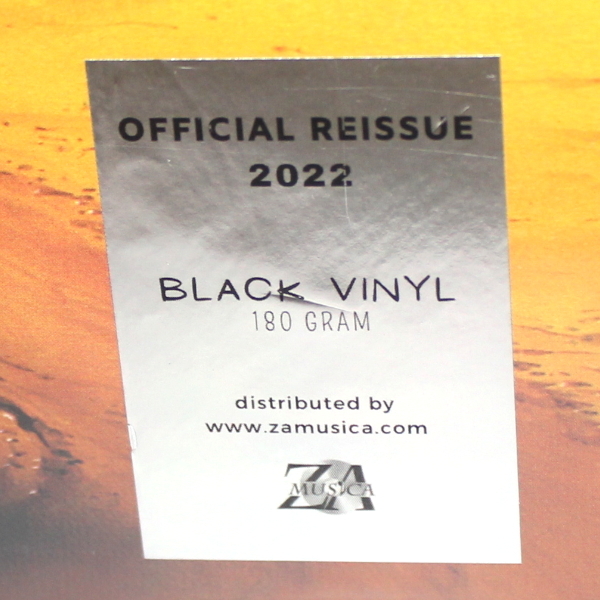 OFFICIAL REISSUE
2022
BLACK VINYL
180 GRAM
distributed by
www.zamusica.com
ZA
MUSICA